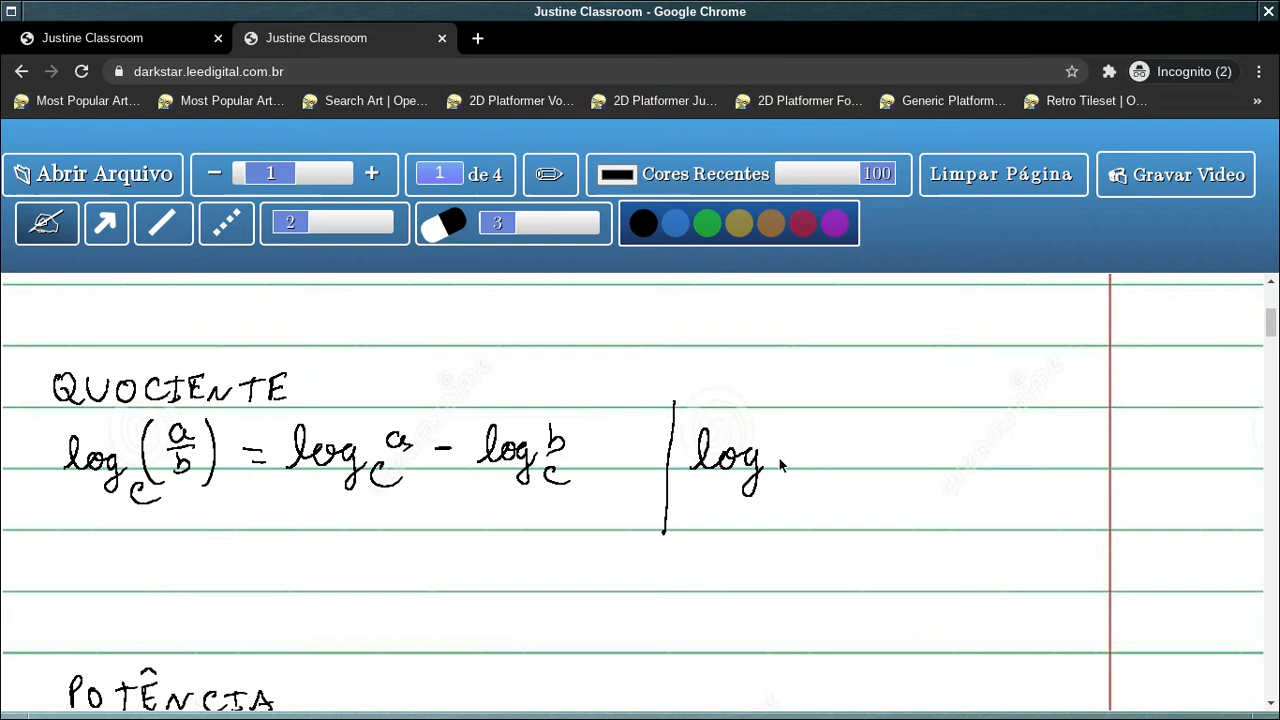 Justine Classroom - Google Chrome
Justine Classroom
Justine Classroom
darkstar.leedigital.com.br
Incognito (2)
Most Popular Art...
Most Popular Art...
Search Art | Ope...
2D Platformer Vo...
2D Platformer Ju...
2D Platformer Fo...
Generic Platform...
Retro Tileset | O...
»
Abrir Arquivo
− 1 +
1 de 4
Cores Recentes 100
Limpar Página
Gravar Video
2
3
QUOCIENTE
log_c (a/b) = log_c a - log_c b | log
POTÊNCIA